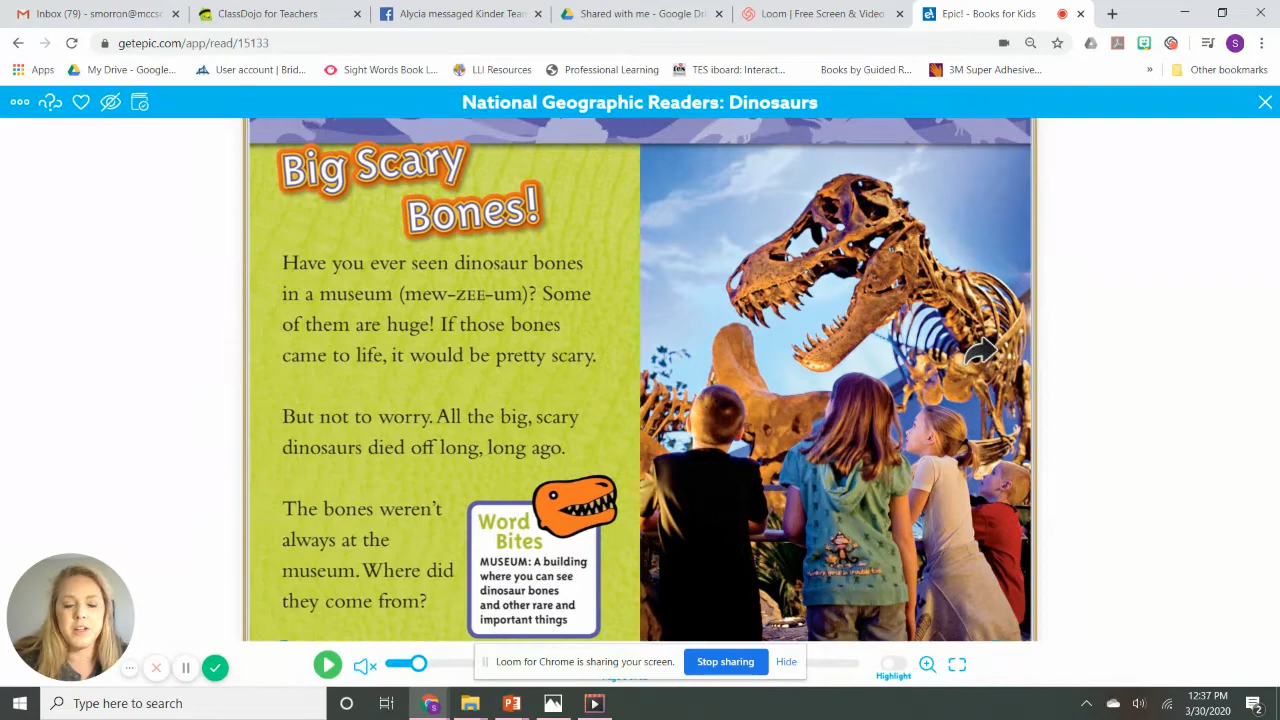 Inbox (79) - smorrin@mccsc
ClassDojo for Teachers
Alycia messaged Kinder Team
Shared with me - Google Dri
Loom | Free Screen & Video
Epic! - Books for Kids
getepic.com/app/read/15133
S
Apps
My Drive - Google...
User account | Brid...
Sight Words Book L...
LLI Resources
Professional Learning
TES iboard: Interact...
Books by Guided R...
3M Super Adhesive...
»
Other bookmarks
National Geographic Readers: Dinosaurs
Big Scary
Bones!
Have you ever seen dinosaur bones
in a museum (mew-ZEE-um)? Some
of them are huge! If those bones
came to life, it would be pretty scary.
But not to worry. All the big, scary
dinosaurs died off long, long ago.
The bones weren't
always at the
museum. Where did
they come from?
Word
Bites
MUSEUM: A building
where you can see
dinosaur bones
and other rare and
important things
Loom for Chrome is sharing your screen.
Stop sharing
Hide
Highlight
Type here to search
12:37 PM
3/30/2020
2